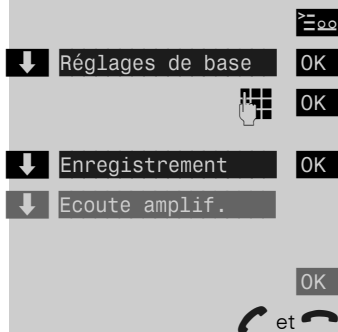 Réglages de base OK
OK
Enregistrement OK
Ecoute amplif.
OK
et